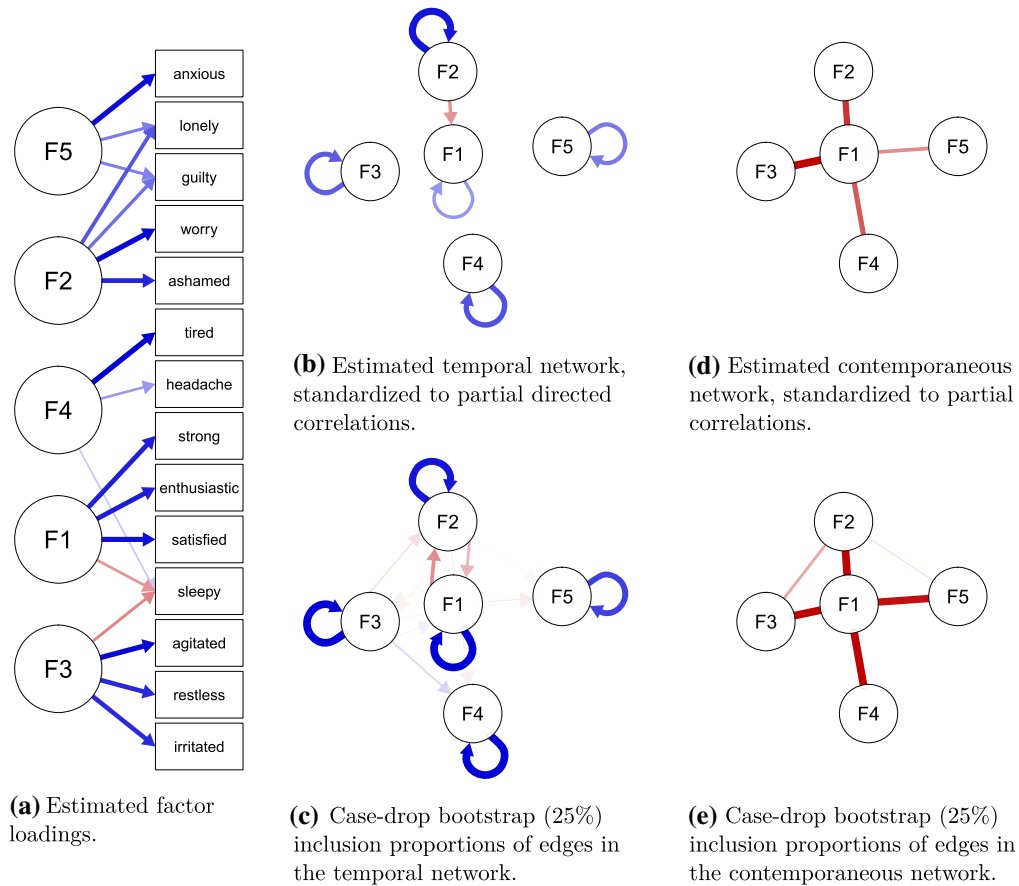 F5
F2
F4
F1
F3
anxious
lonely
guilty
worry
ashamed
tired
headache
strong
enthusiastic
satisfied
sleepy
agitated
restless
irritated
(a) Estimated factor
loadings.
F2
F3
F1
F5
F4
(b) Estimated temporal network,
standardized to partial directed
correlations.
F2
F3
F1
F5
F4
(c) Case-drop bootstrap (25%)
inclusion proportions of edges in
the temporal network.
F2
F3
F1
F5
F4
(d) Estimated contemporaneous
network, standardized to partial
correlations.
F2
F3
F1
F5
F4
(e) Case-drop bootstrap (25%)
inclusion proportions of edges in
the contemporaneous network.